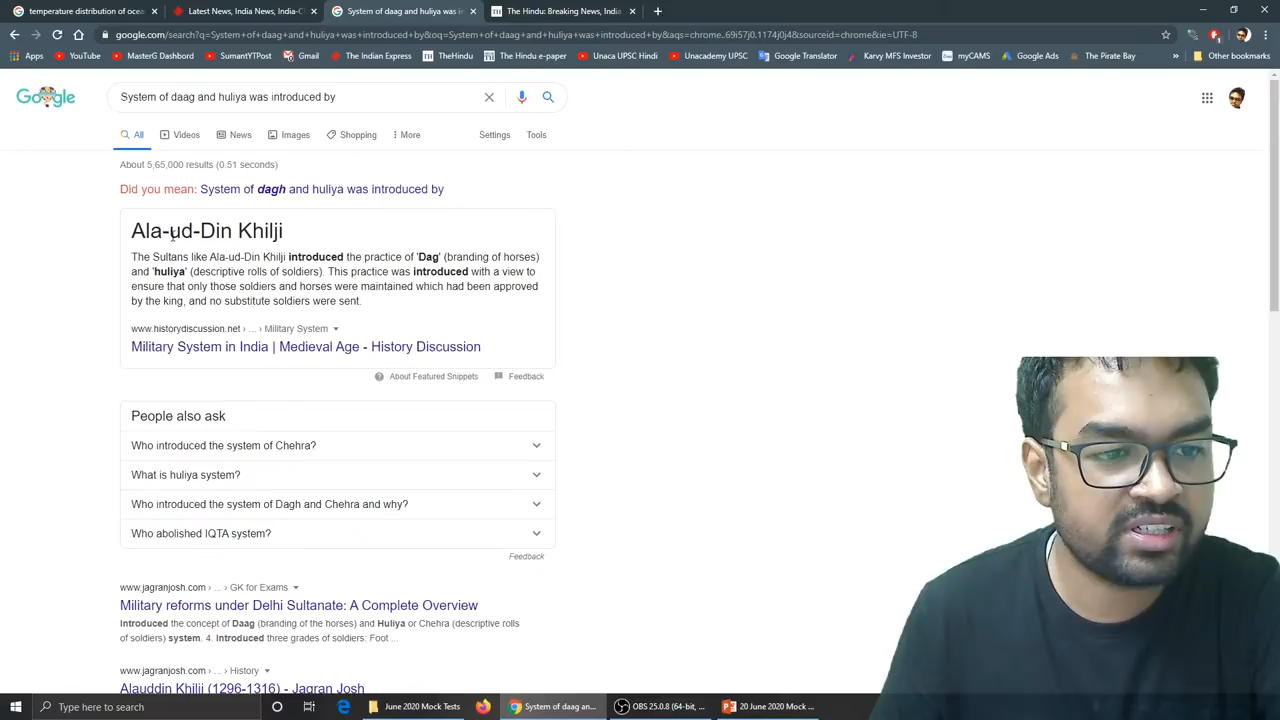 temperature distribution of ocea
Latest News, India News, India-C
System of daag and huliya was in
The Hindu: Breaking News, India
google.com/search?q=System+of+daag+and+huliya+was+introduced+by&oq=System+of+daag+and+huliya+was+introduced+by&aqs=chrome..69i57j0.1174j0j4&sourceid=chrome&ie=UTF-8
Apps YouTube MasterG Dashboard SumantYTPost Gmail The Indian Express TheHindu The Hindu e-paper Unaca UPSC Hindi Unacademy UPSC Google Translator Karvy MFS Investor myCAMS Google Adds The Pirate Bay Other bookmarks
Google
System of daag and huliya was introduced by
All Videos News Images Shopping More Settings Tools
About 5,65,000 results (0.51 seconds)
Did you mean: System of dagh and huliya was introduced by
Ala-ud-Din Khilji
The Sultans like Ala-ud-Din Khilji introduced the practice of 'Dag' (branding of horses)
and 'huliya' (descriptive rolls of soldiers). This practice was introduced with a view to
ensure that only those soldiers and horses were maintained which had been approved
by the king, and no substitute soldiers were sent.
www.historydiscussion.net › ... › Military System
Military System in India | Medieval Age - History Discussion
About Featured Snippets Feedback
People also ask
Who introduced the system of Chehra?
What is huliya system?
Who introduced the system of Dagh and Chehra and why?
Who abolished IQTA system?
Feedback
www.jagranjosh.com › ... › GK for Exams
Military reforms under Delhi Sultanate: A Complete Overview
Introduced the concept of Daag (branding of the horses) and Huliya or Chehra (descriptive rolls
of soldiers) system. 4. Introduced three grades of soldiers: Foot ...
www.jagranjosh.com › ... › History
Alauddin Khilji (1296-1316) - Jagran Josh
Type here to search
June 2020 Mock Tests
System of daag an...
OBS 25.0.8 (64-bit, ...
20 June 2020 Mock ...